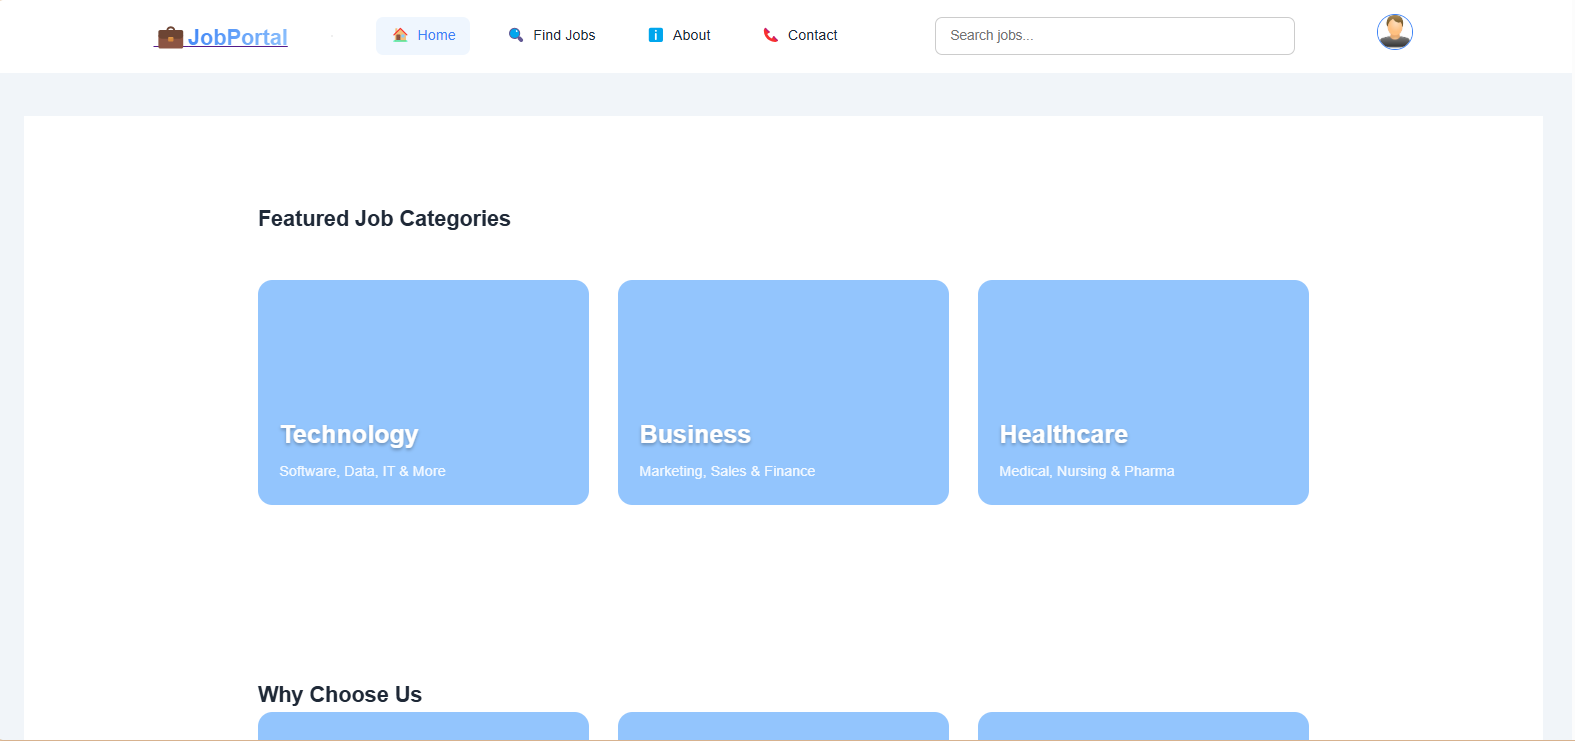 JobPortal
Home
Find Jobs
About
Contact
Search jobs...
Featured Job Categories
Technology
Software, Data, IT & More
Business
Marketing, Sales & Finance
Healthcare
Medical, Nursing & Pharma
Why Choose Us